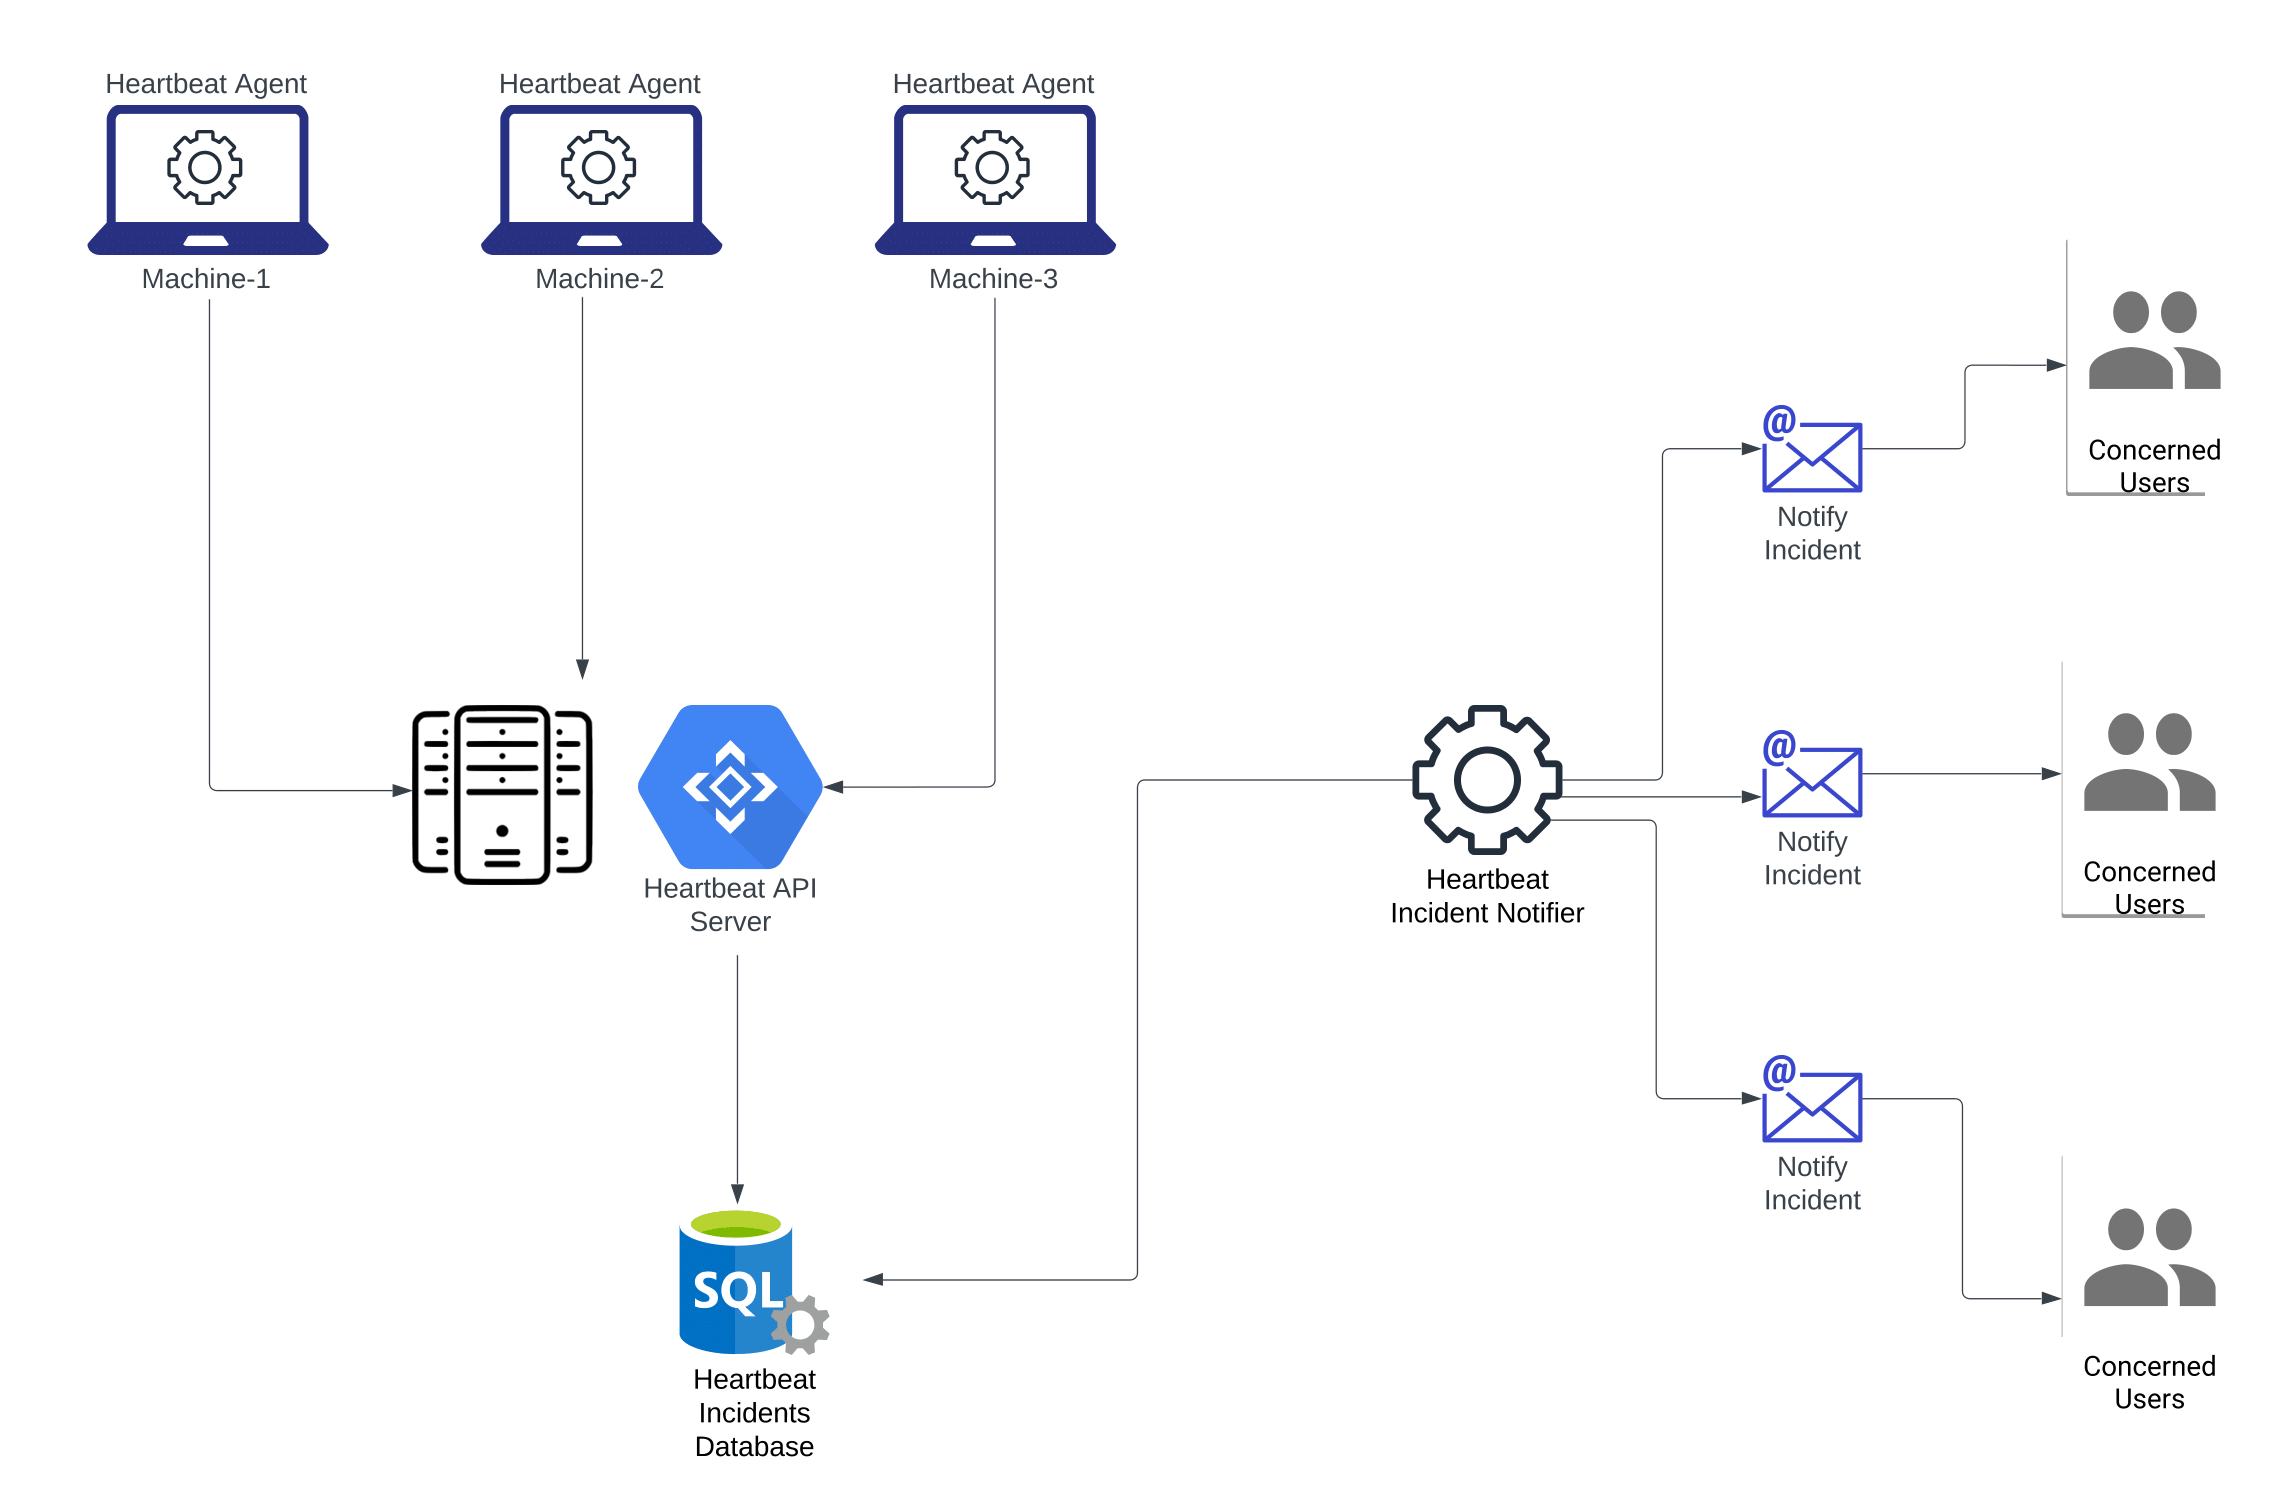 Heartbeat Agent
Heartbeat Agent
Heartbeat Agent
Machine-1
Machine-2
Machine-3
Concerned
Users
@
Notify
Incident
@
Notify
Incident
Concerned
Users
Heartbeat API
Server
Heartbeat
Incident Notifier
@
Notify
Incident
SQL
Heartbeat
Incidents
Database
Concerned
Users